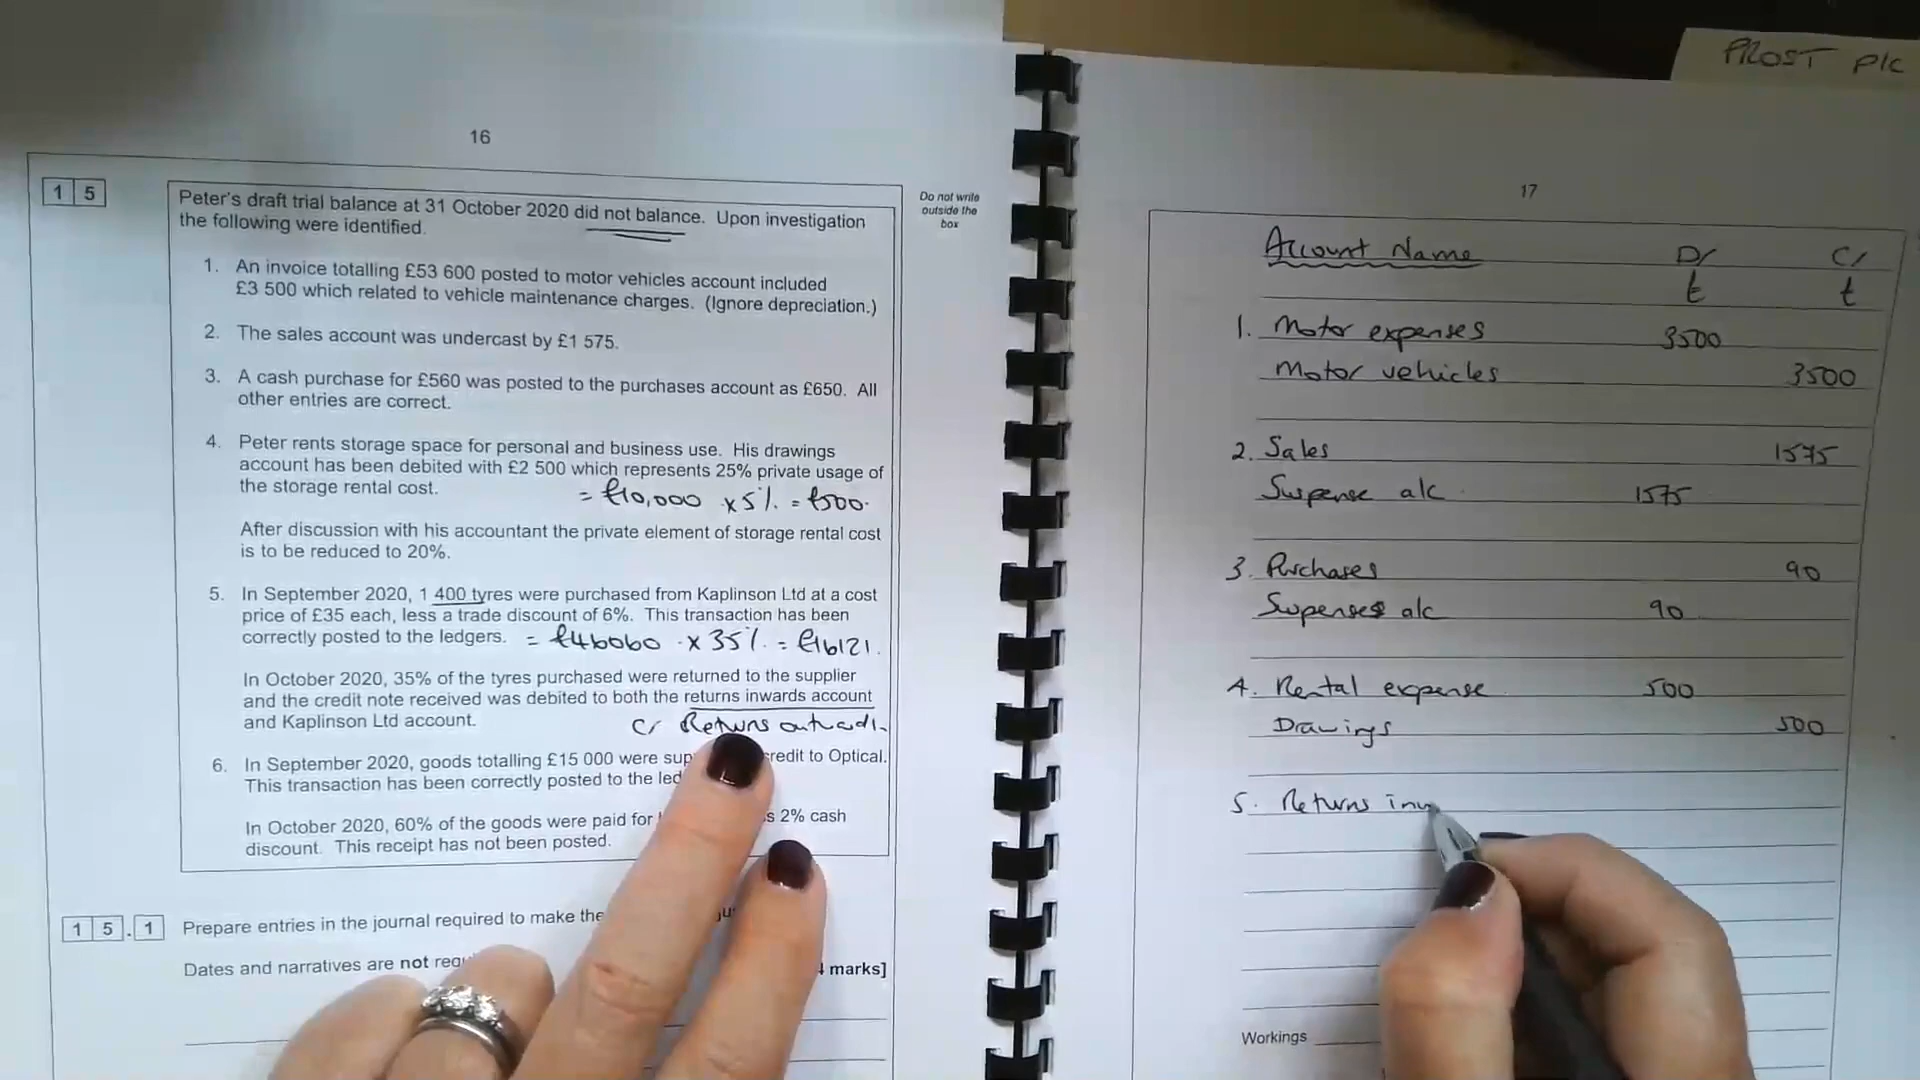 PROST plc
16
1 5
Peter's draft trial balance at 31 October 2020 did not balance. Upon investigation
the following were identified.
Do not write
outside the
box
1. An invoice totalling £53 600 posted to motor vehicles account included
£3 500 which related to vehicle maintenance charges. (Ignore depreciation.)
2. The sales account was undercast by £1 575.
3. A cash purchase for £560 was posted to the purchases account as £650. All
other entries are correct.
4. Peter rents storage space for personal and business use. His drawings
account has been debited with £2 500 which represents 25% private usage of
the storage rental cost.
= £10,000 x 5% = £500.
After discussion with his accountant the private element of storage rental cost
is to be reduced to 20%.
5. In September 2020, 1 400 tyres were purchased from Kaplinson Ltd at a cost
price of £35 each, less a trade discount of 6%. This transaction has been
correctly posted to the ledgers. = £46060 x 35% = £16121.
In October 2020, 35% of the tyres purchased were returned to the supplier
and the credit note received was debited to both the returns inwards account
and Kaplinson Ltd account. Cr Returns outwards.
6. In September 2020, goods totalling £15 000 were credit to Optical.
This transaction has been correctly posted to the
In October 2020, 60% of the goods were paid for 2% cash
discount. This receipt has not been posted.
1 5 . 1 Prepare entries in the journal required to make the
Dates and narratives are not
marks]
17
Account Name Dr Cr
£ £
1. Motor expenses 3500
Motor vehicles 3500
2. Sales 1575
Suspense a/c 1575
3. Purchases 90
Suspense a/c 90
4. Rental expense 500
Drawings 500
5. Returns inw
Workings